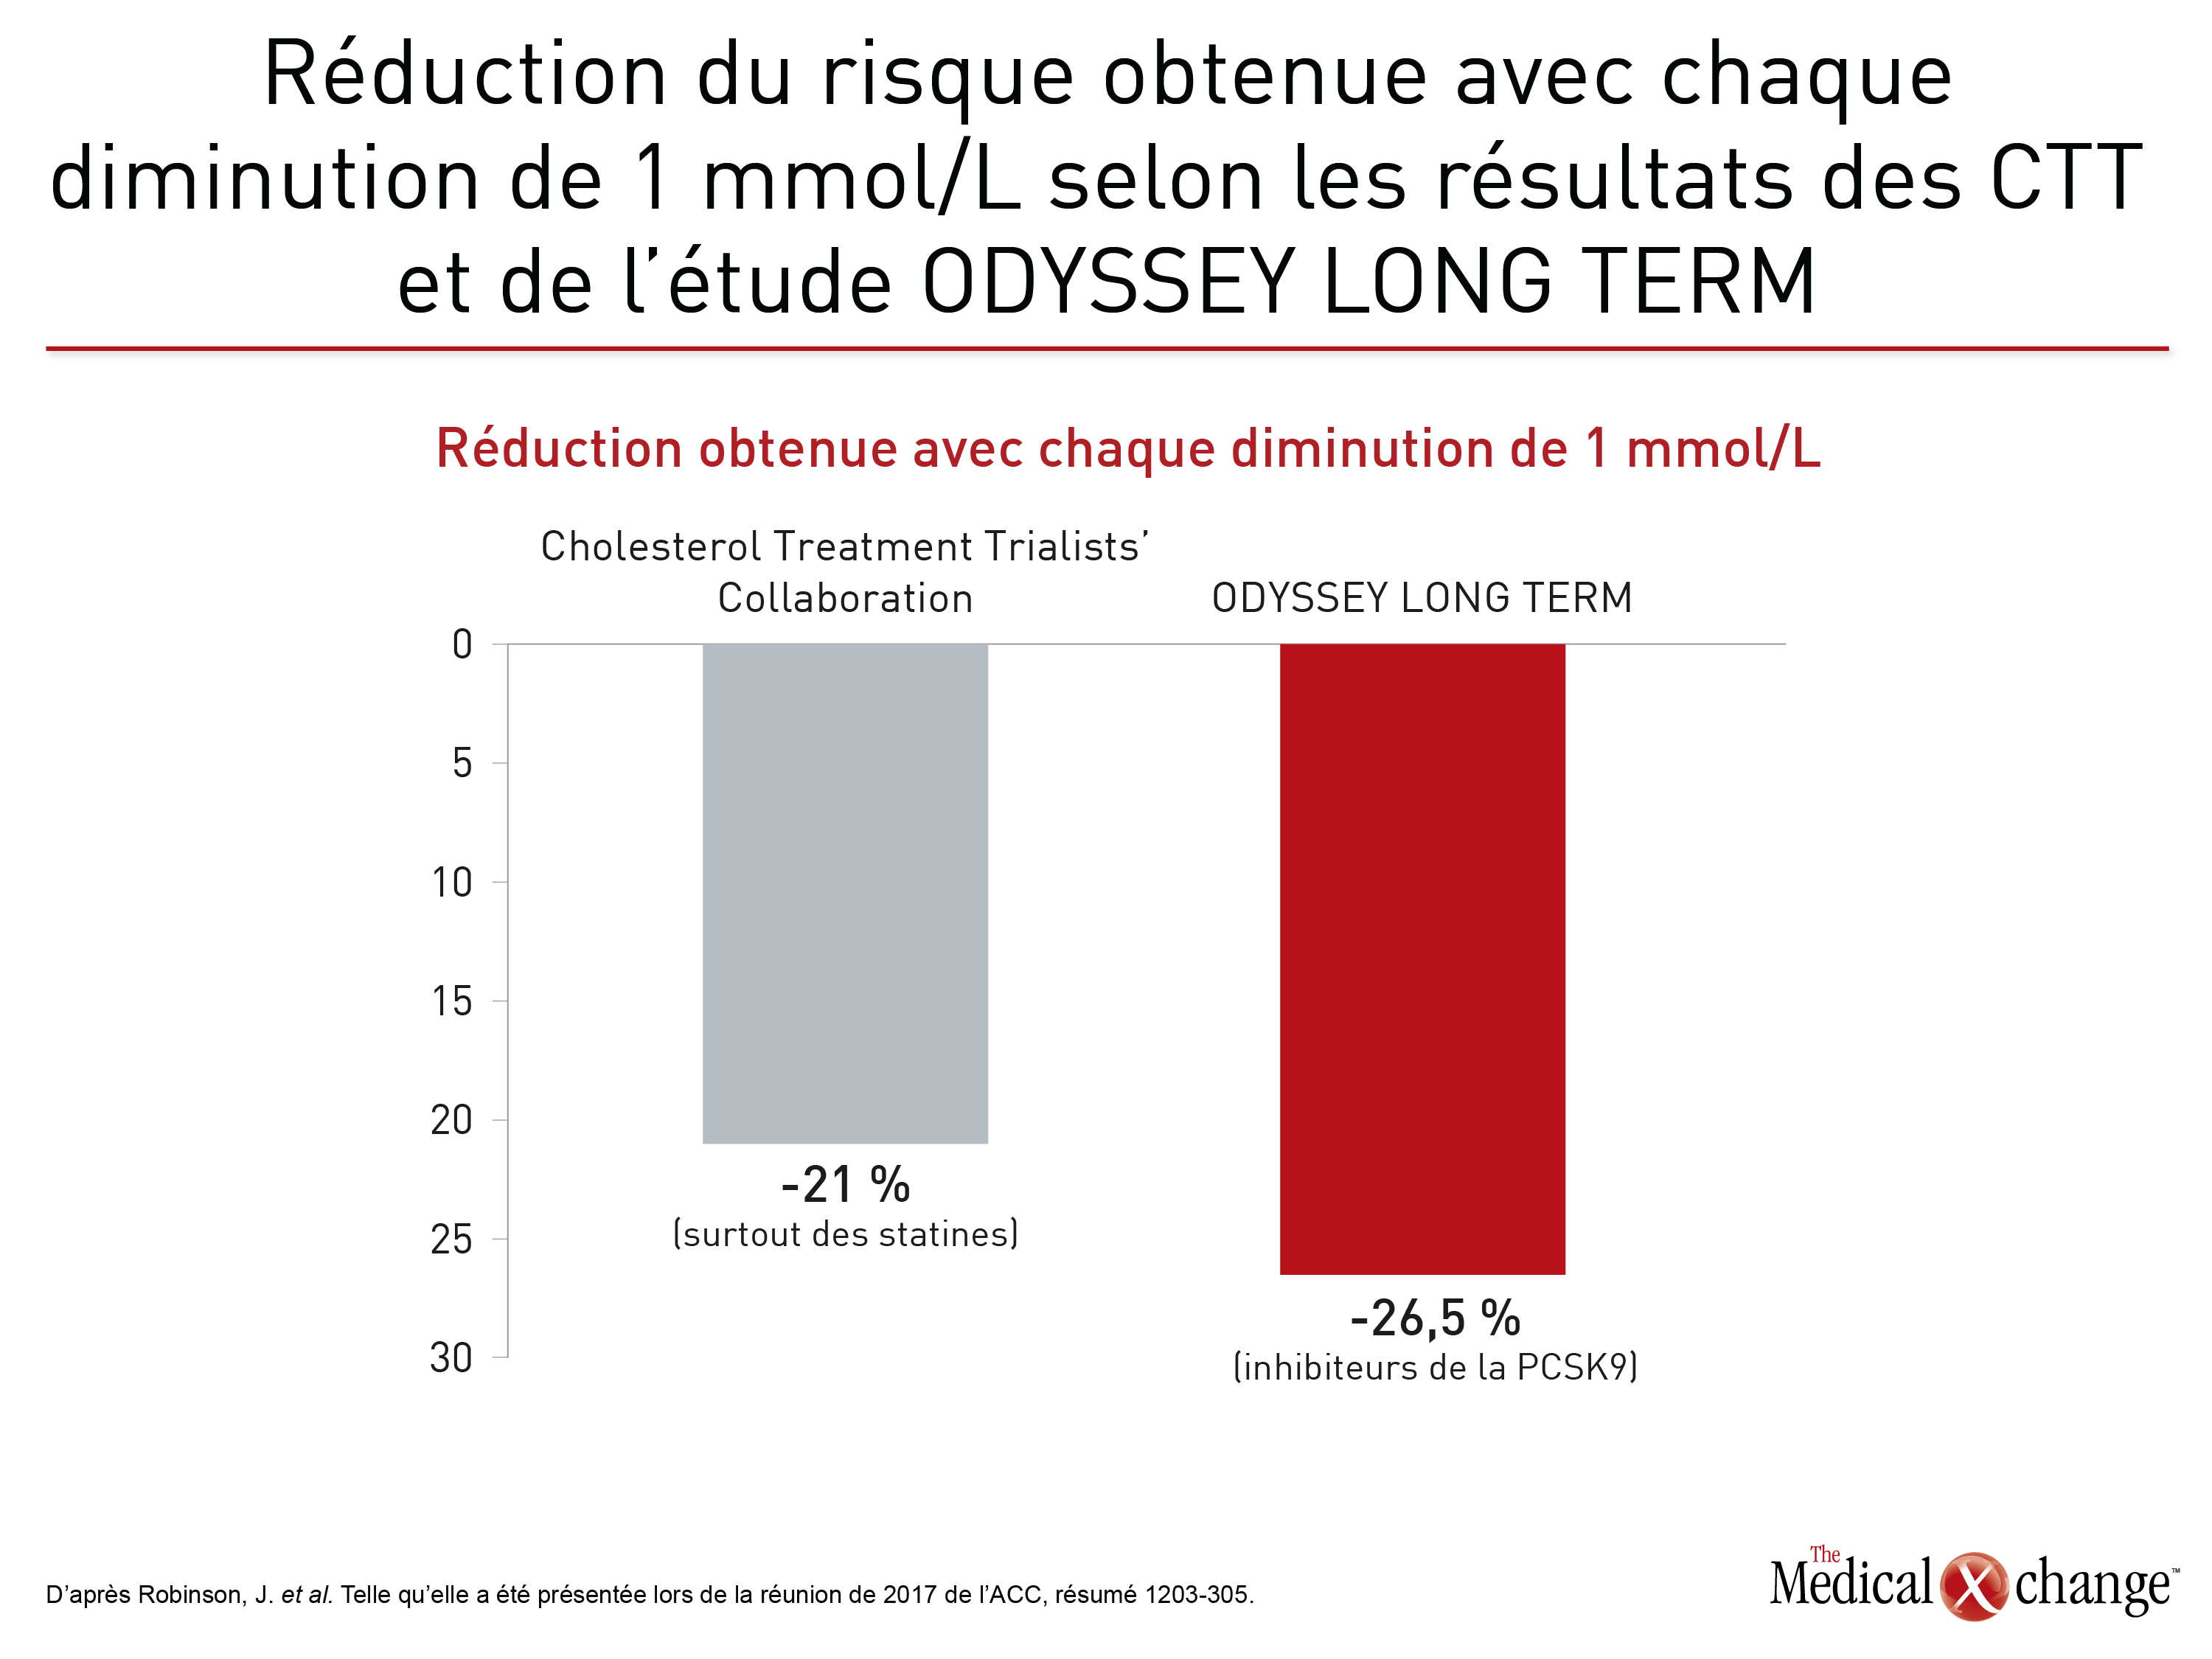 Réduction du risque obtenue avec chaque
diminution de 1 mmol/L selon les résultats des CTT
et de l’étude ODYSSEY LONG TERM
Réduction obtenue avec chaque diminution de 1 mmol/L
Cholesterol Treatment Trialists’
Collaboration
ODYSSEY LONG TERM
0
5
10
15
20
25
30
-21 %
(surtout des statines)
-26,5 %
(inhibiteurs de la PCSK9)
D’après Robinson, J. et al. Telle qu’elle a été présentée lors de la réunion de 2017 de l’ACC, résumé 1203-305.
The
Medical X change™